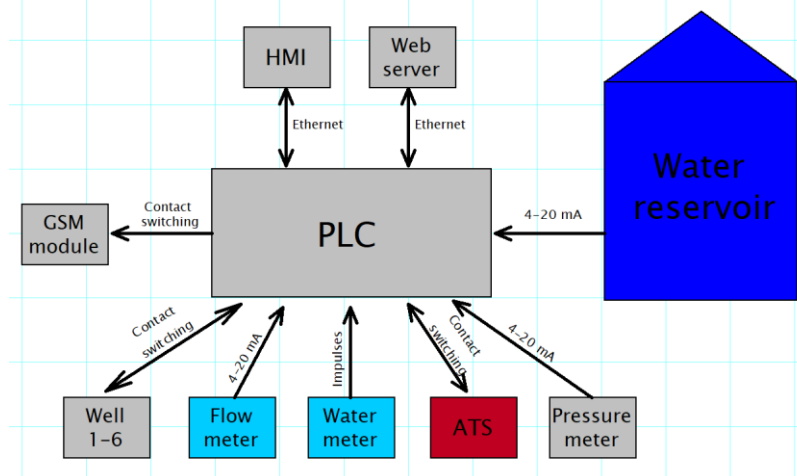 HMI
Web
server
Ethernet
Ethernet
Water
reservoir
GSM
module
Contact
switching
PLC
4-20 mA
Contact
switching
4-20 mA
Impulses
Contact
switching
4-20 mA
Well
1-6
Flow
meter
Water
meter
ATS
Pressure
meter